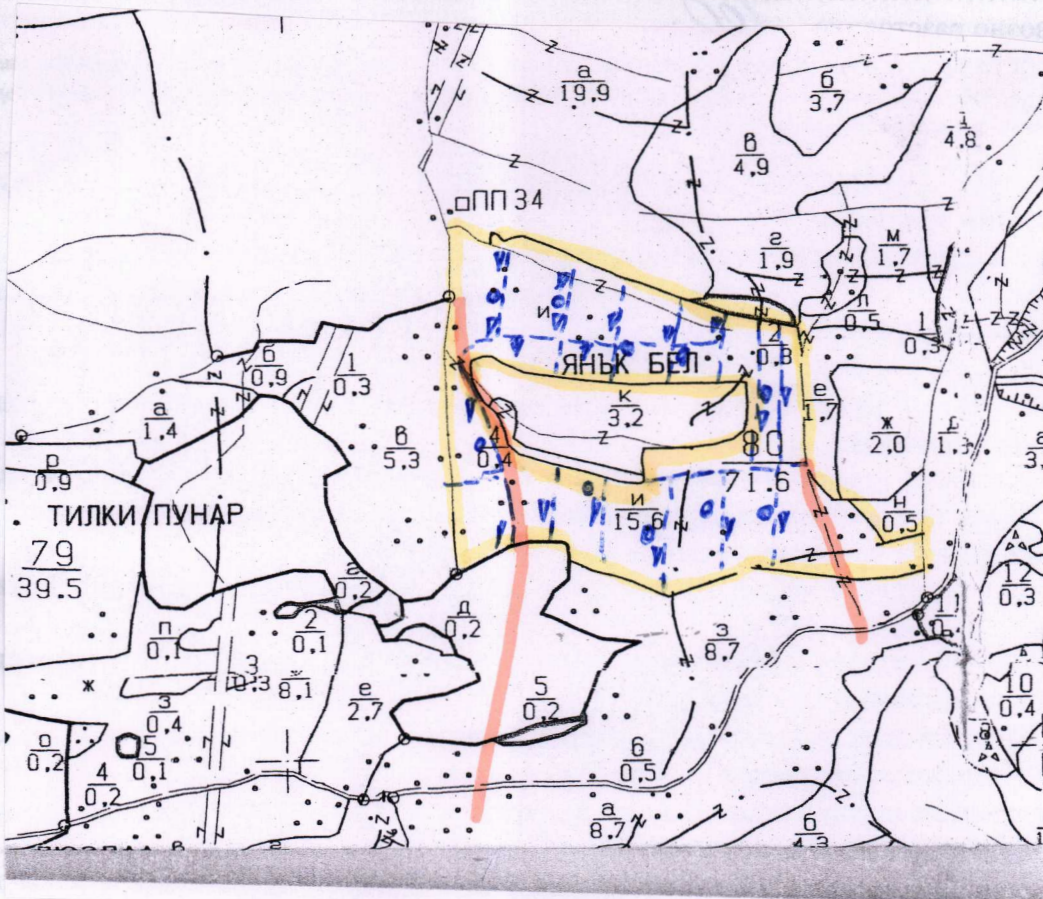 возно
а
19,9
б
3,7
1
4,8
в
4,9
□ПП 34
г
1,9
м
1,7
л
0,5
и
2
0,8
б
0,9
1
0,3
ЯНЬК БЕЛ
е
1,7
а
1,4
в
5,3
к
3,2
4
0,4
ж
2,0
80
71,6
р
0,9
и
15,6
н
0,5
ТИЛКИ ПУНАР
79
39.5
г
0,2
12
0,3
п
0,1
2
0,1
д
0,2
з
8,7
3
0,3
ж
8,1
ж
з
0,4
е
2,7
5
0,2
10
0,4
о
0,2
5
0,1
4
0,2
6
0,5
а
8.7
б
4,3